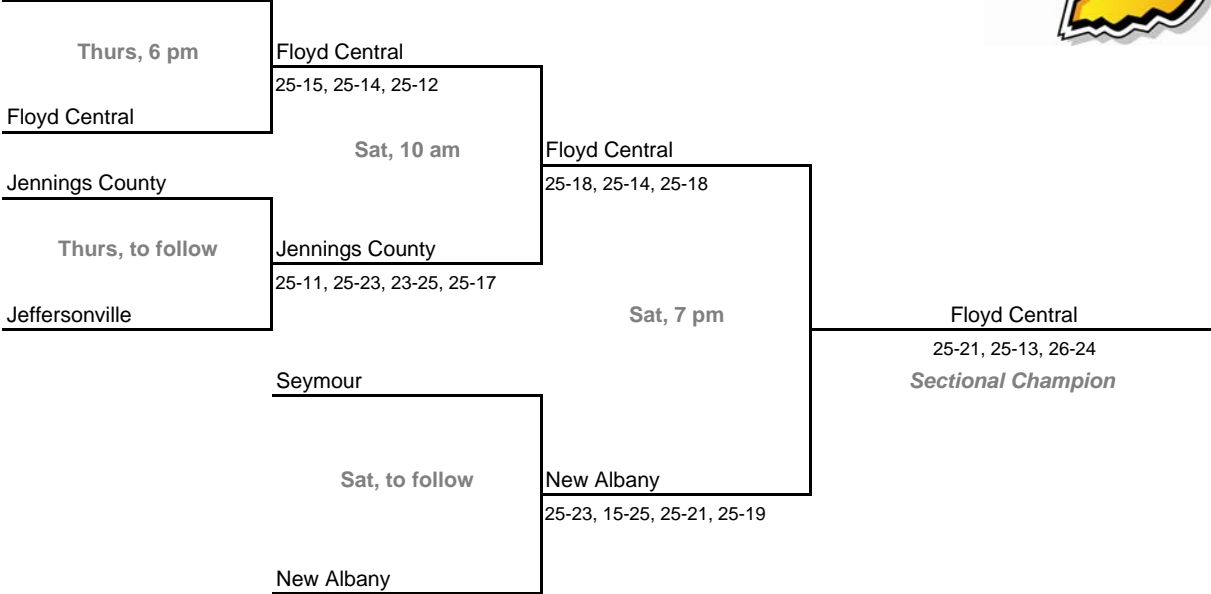 Thurs, 6 pm
Floyd Central
25-15, 25-14, 25-12
Floyd Central
Sat, 10 am
Floyd Central
25-18, 25-14, 25-18
Jennings County
Thurs, to follow
Jennings County
25-11, 25-23, 23-25, 25-17
Jeffersonville
Sat, 7 pm
Floyd Central
25-21, 25-13, 26-24
Sectional Champion
Seymour
Sat, to follow
New Albany
25-23, 15-25, 25-21, 25-19
New Albany